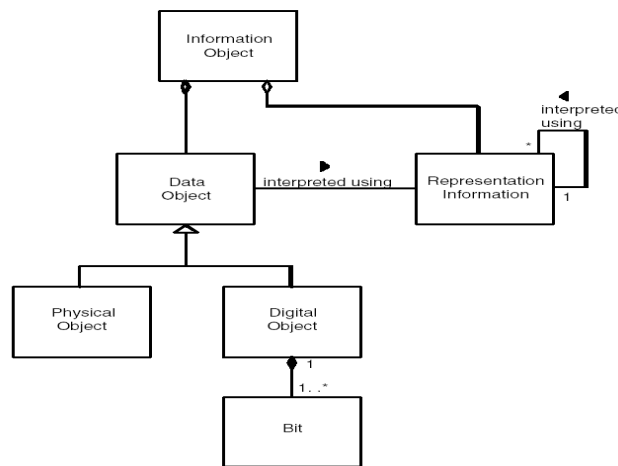 Information
Object
interpreted
using
*
1
Data
Object
interpreted using
Representation
Information
Physical
Object
Digital
Object
1
1..*
Bit